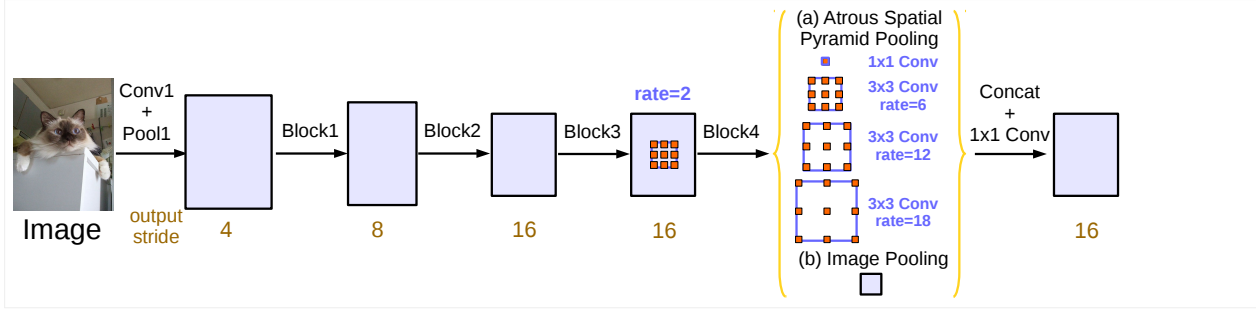 (a) Atrous Spatial
Pyramid Pooling
1x1 Conv
3x3 Conv
rate=6
3x3 Conv
rate=12
3x3 Conv
rate=18
(b) Image Pooling
Conv1
+
Pool1
Block1
Block2
Block3
rate=2
Block4
Concat
+
1x1 Conv
Image
output
stride
4
8
16
16
16